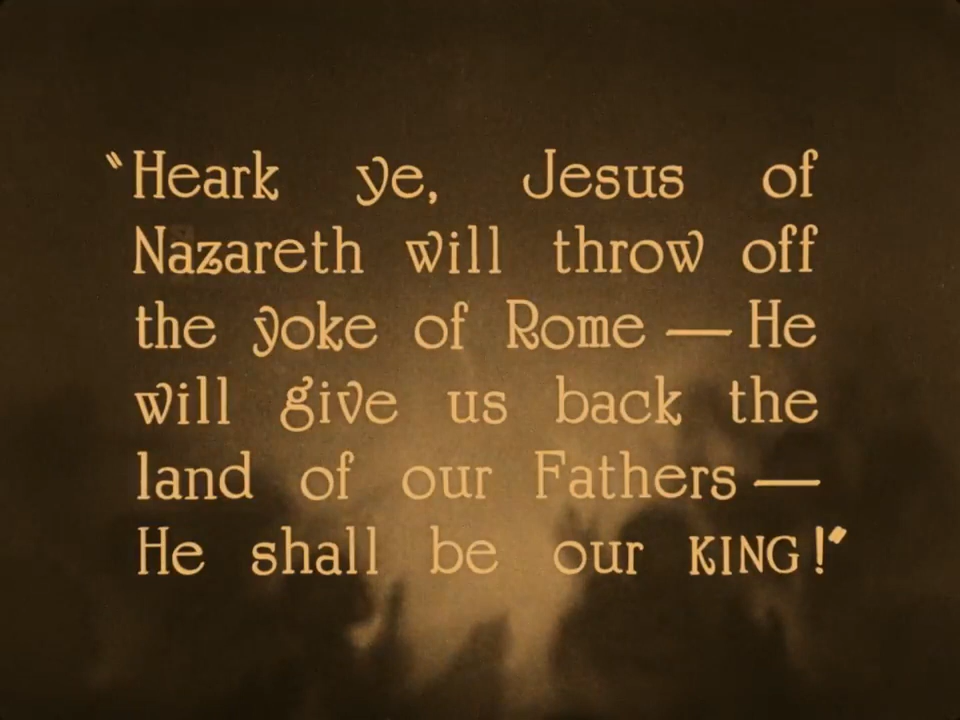 "Heark ye, Jesus of
Nazareth will throw off
the yoke of Rome — He
will give us back the
land of our Fathers —
He shall be our KING!"